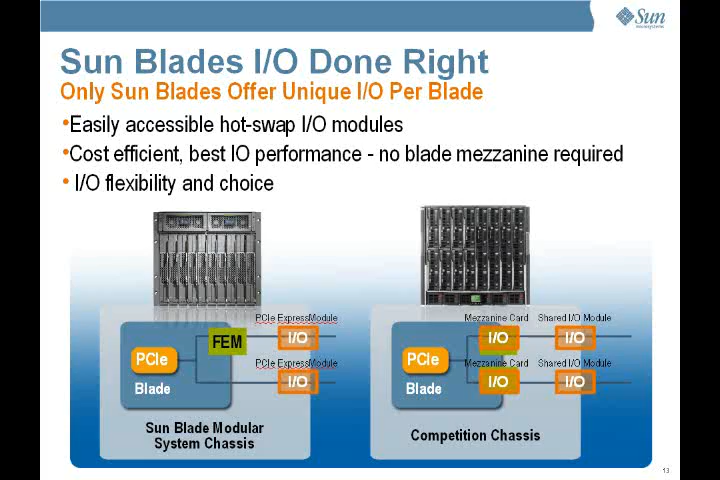 Sun
Sun Blades I/O Done Right
Only Sun Blades Offer Unique I/O Per Blade
•Easily accessible hot-swap I/O modules
•Cost efficient, best IO performance - no blade mezzanine required
• I/O flexibility and choice
PCIe ExpressModule
FEM
I/O
PCIe
PCIe ExpressModule
I/O
Blade
Sun Blade Modular
System Chassis
Mezzanine Card Shared I/O Module
I/O I/O
PCIe
Mezzanine Card Shared I/O Module
I/O I/O
Blade
Competition Chassis
13